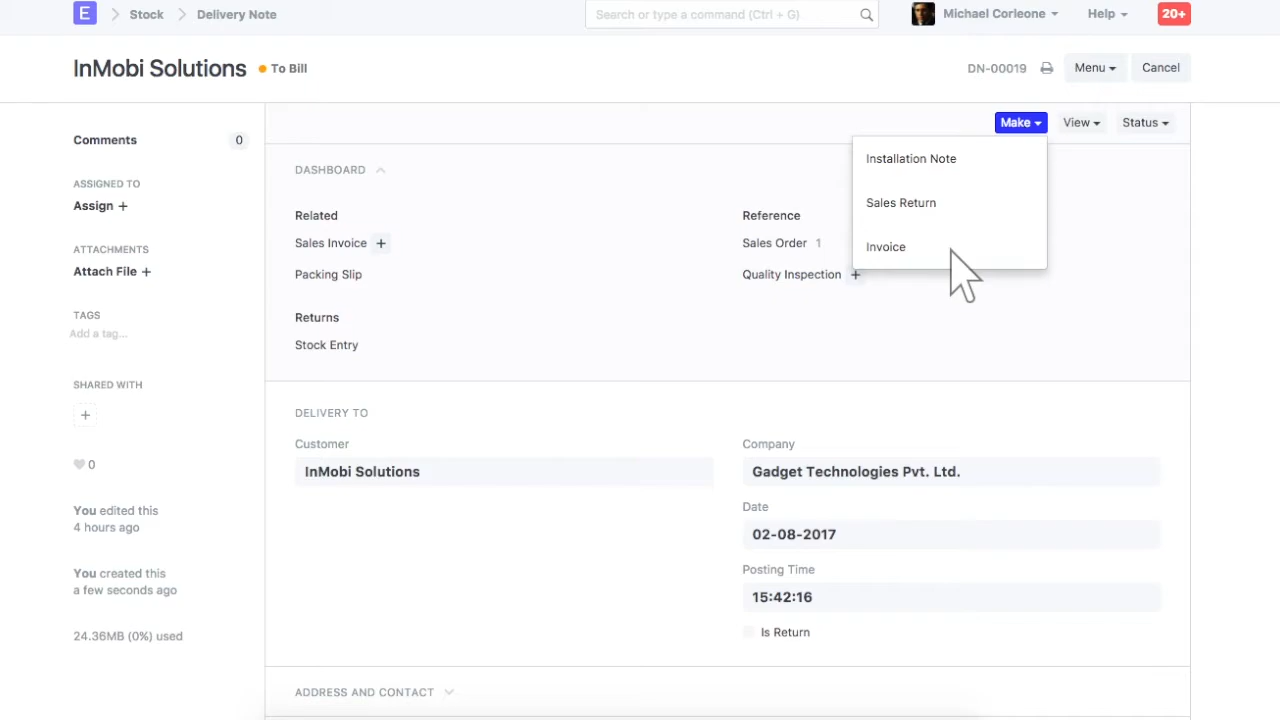 E Stock Delivery Note Search or type a command (Ctrl + G) Michael Corleone Help 20+
InMobi Solutions To Bill DN-00019 Menu Cancel
Make View Status
Comments 0
ASSIGNED TO
Assign +
ATTACHMENTS
Attach File +
TAGS
Add a tag...
SHARED WITH
+
0
You edited this
4 hours ago
You created this
a few seconds ago
24.36MB (0%) used
Installation Note
Sales Return
Invoice
DASHBOARD
Related
Sales Invoice +
Packing Slip
Returns
Stock Entry
Reference
Sales Order 1
Quality Inspection +
DELIVERY TO
Customer
InMobi Solutions
Company
Gadget Technologies Pvt. Ltd.
Date
02-08-2017
Posting Time
15:42:16
Is Return
ADDRESS AND CONTACT